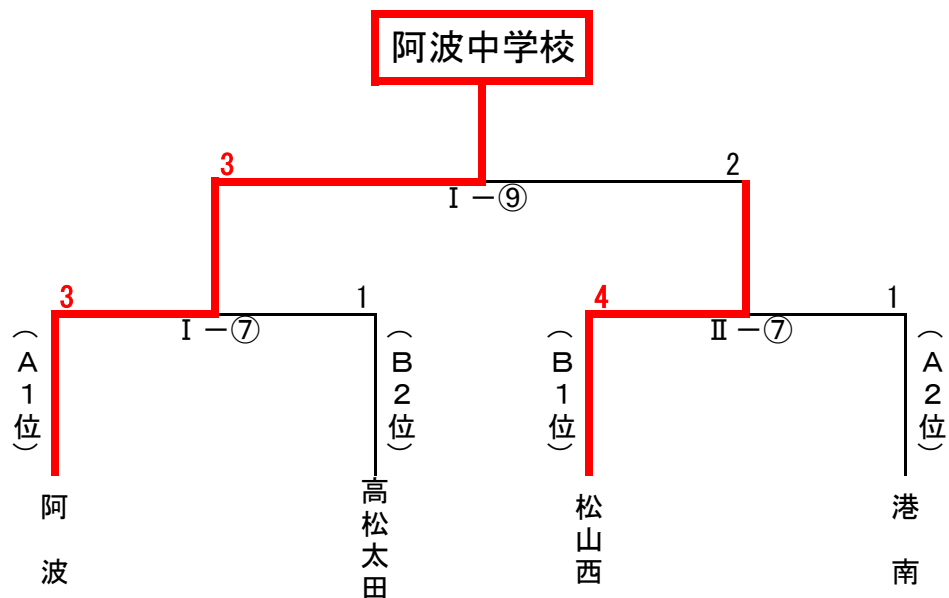 阿波中学校
3
2
Ⅰ－⑨
3
1
4
1
Ⅰ－⑦
Ⅱ－⑦
（A1位）
（B2位）
（B1位）
（A2位）
阿波
高松太田
松山西
港南